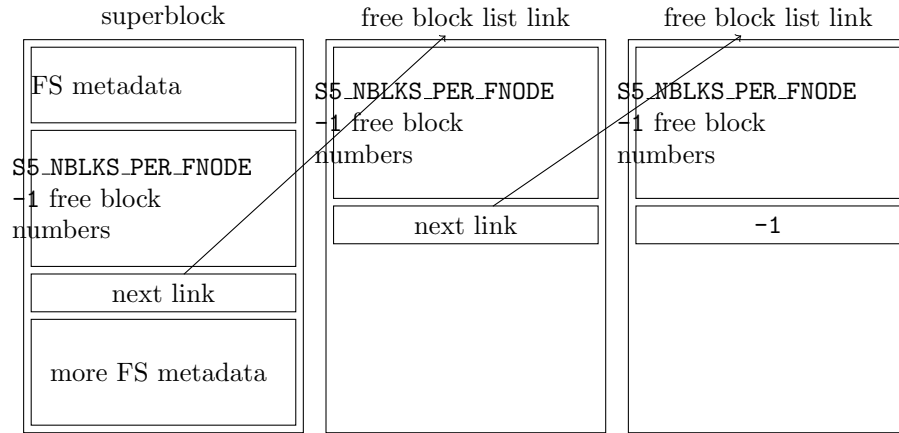 superblock
FS metadata
S5_NBLKS_PER_FNODE
-1 free block
numbers
next link
more FS metadata
free block list link
S5_NBLKS_PER_FNODE
-1 free block
numbers
next link
free block list link
S5_NBLKS_PER_FNODE
-1 free block
numbers
-1